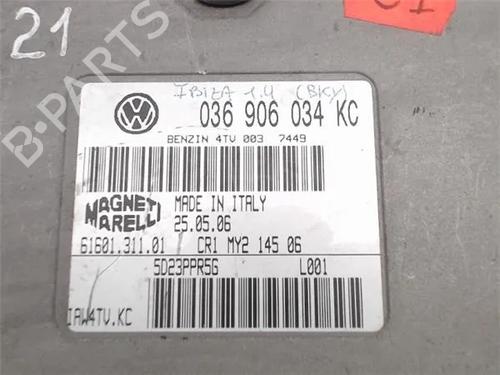 21
IBIZA 1.4 (BKY)
036 906 034 KC
BENZIN 4TV 003 7449
MAGNETI MARELLI
MADE IN ITALY
25.05.06
61601.311.01 CR1 MY2 145 06
5D23PPR5G L001
IAW4TV.KC
B-PARTS